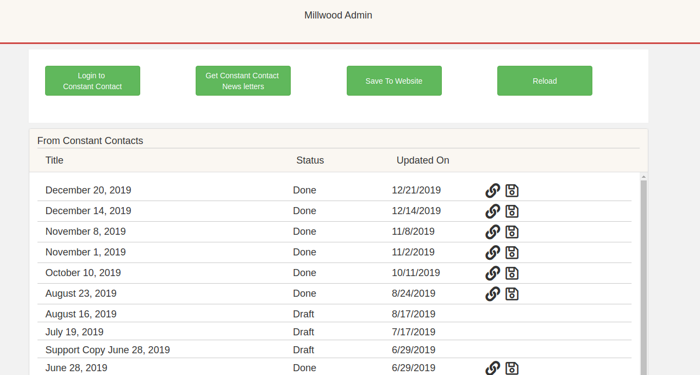 Millwood Admin
Login to
Constant Contact
Get Constant Contact
News letters
Save To Website
Reload
From Constant Contacts
Title Status Updated On
December 20, 2019 Done 12/21/2019
December 14, 2019 Done 12/14/2019
November 8, 2019 Done 11/8/2019
November 1, 2019 Done 11/2/2019
October 10, 2019 Done 10/11/2019
August 23, 2019 Done 8/24/2019
August 16, 2019 Draft 8/17/2019
July 19, 2019 Draft 7/17/2019
Support Copy June 28, 2019 Draft 6/29/2019
June 28, 2019 Done 6/29/2019